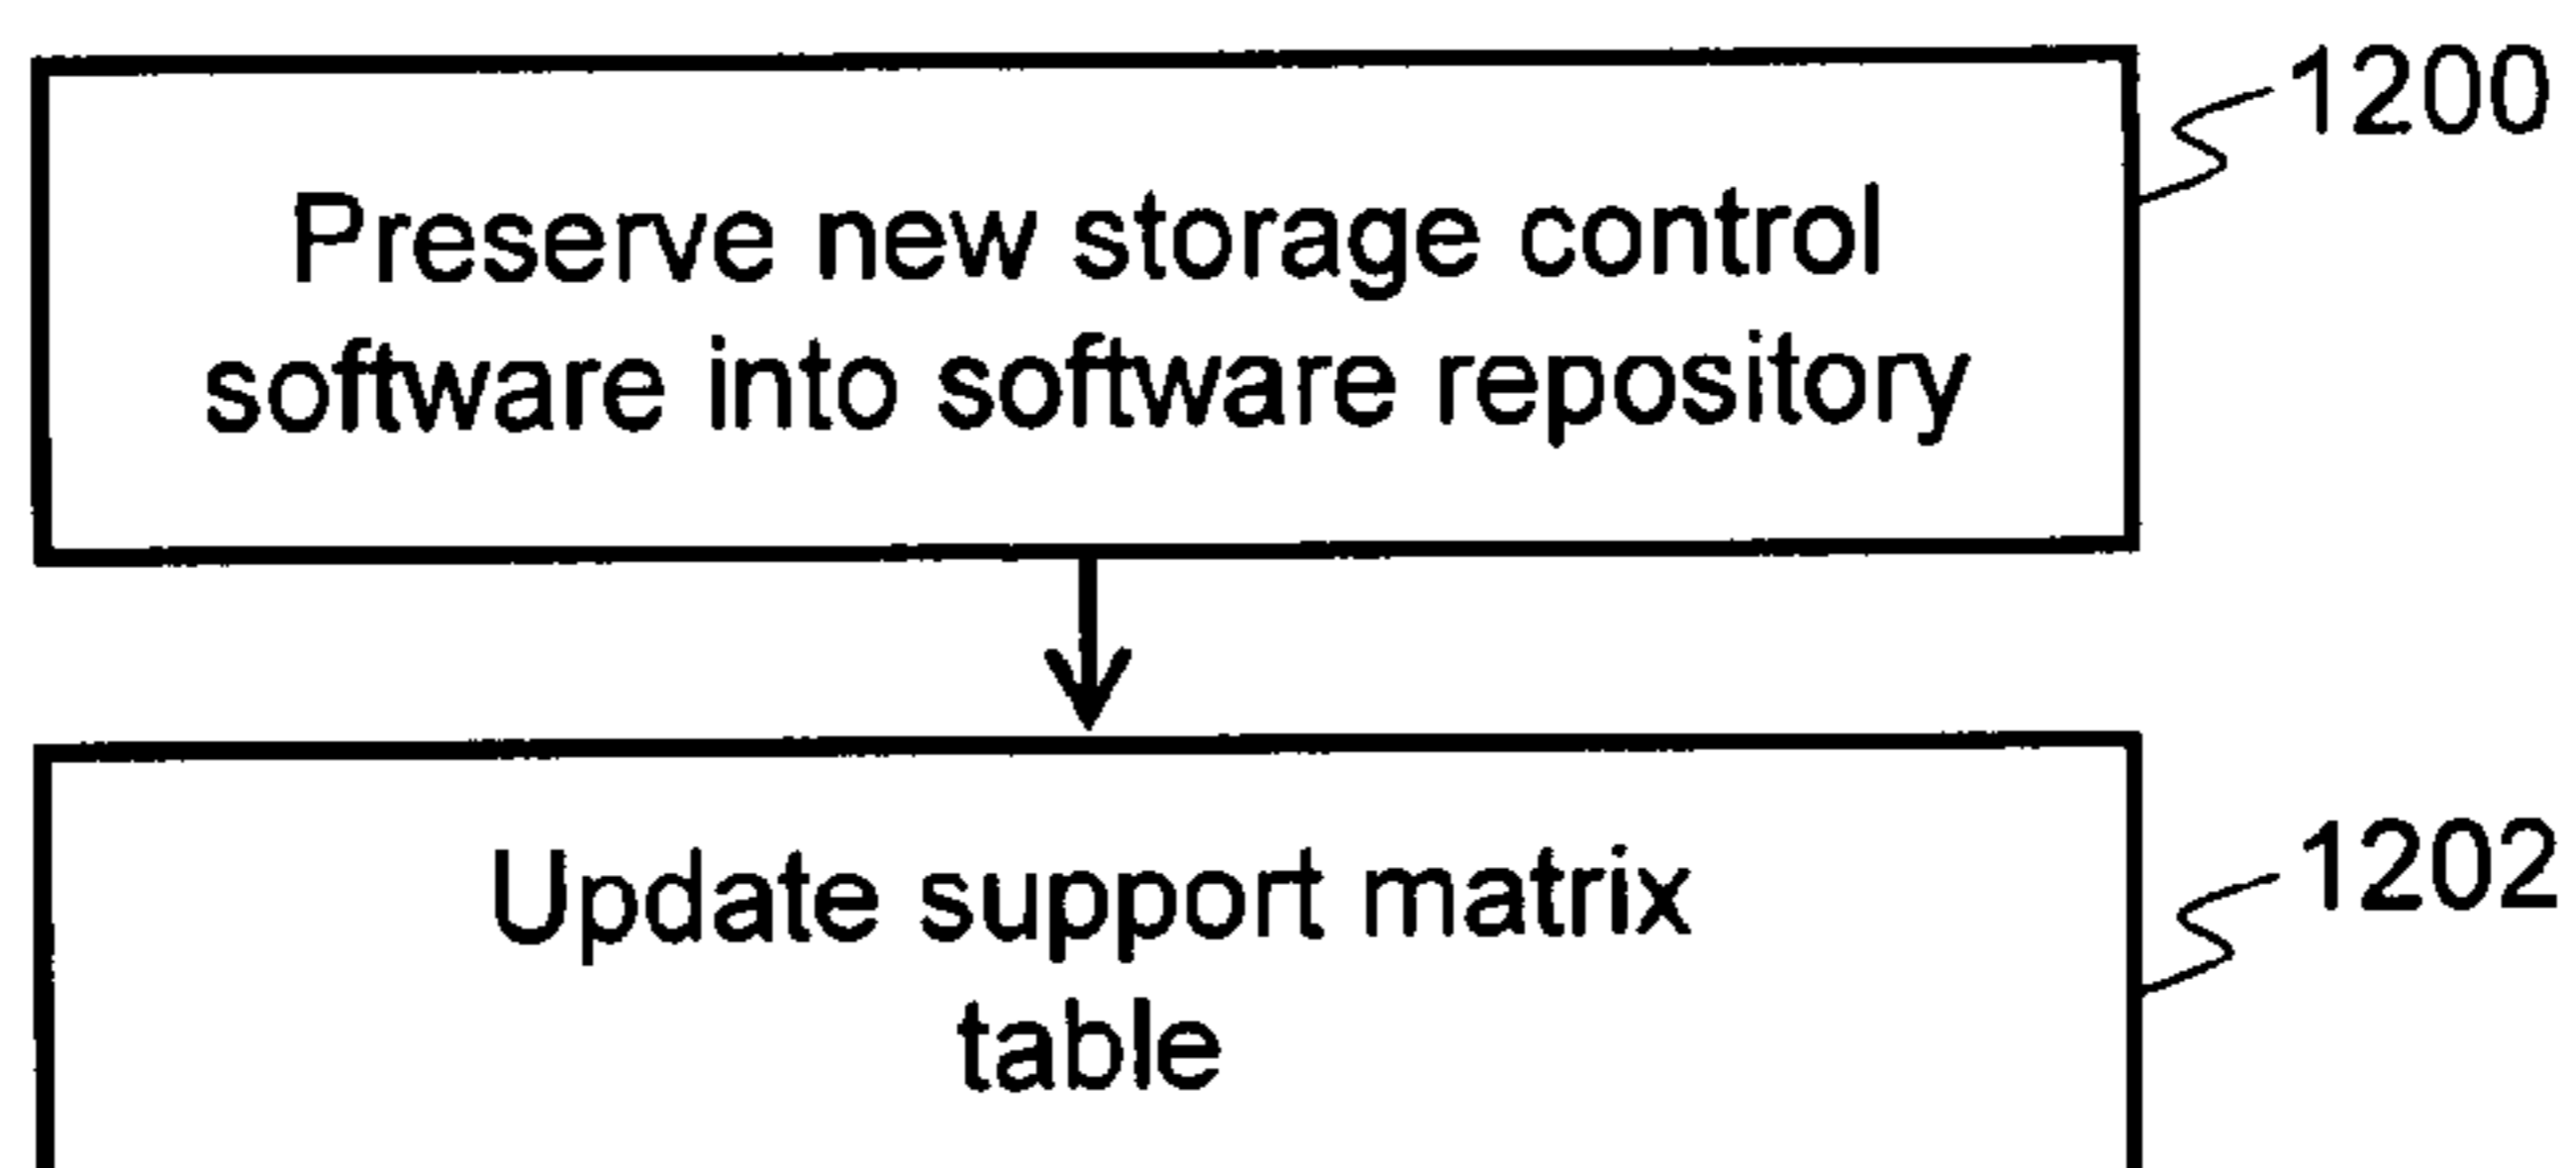 1200
Preserve new storage control
software into software repository
1202
Update support matrix
table